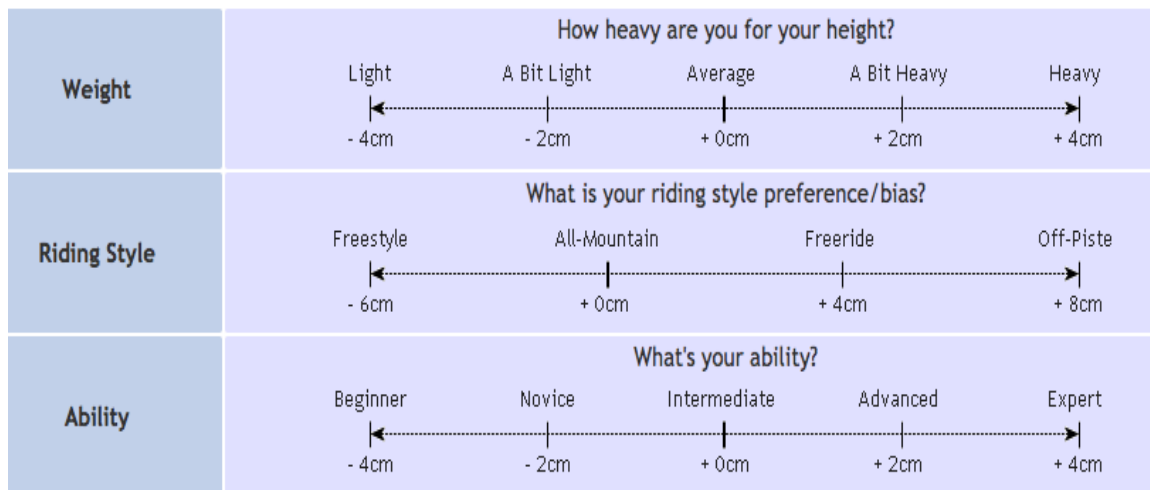 Weight
How heavy are you for your height?
Light A Bit Light Average A Bit Heavy Heavy
- 4cm - 2cm + 0cm + 2cm + 4cm
Riding Style
What is your riding style preference/bias?
Freestyle All-Mountain Freeride Off-Piste
- 6cm + 0cm + 4cm + 8cm
Ability
What's your ability?
Beginner Novice Intermediate Advanced Expert
- 4cm - 2cm + 0cm + 2cm + 4cm